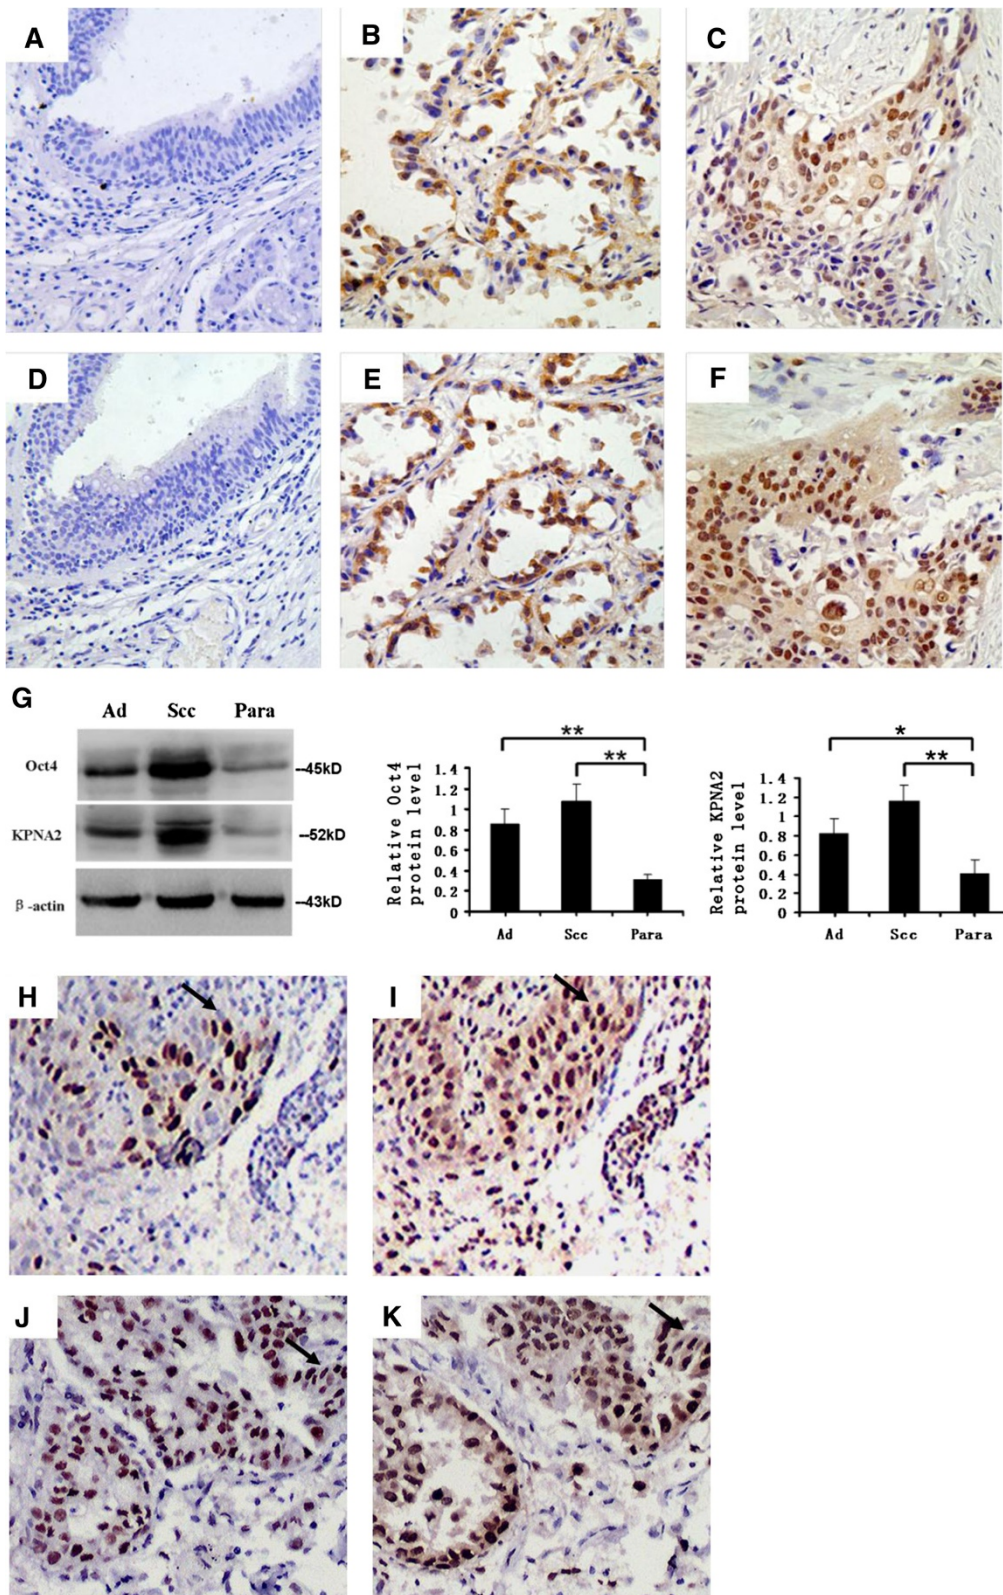 A B C
D E F
G
Ad Scc Para
Oct4 --45kD
KPNA2 --52kD
β-actin --43kD
Relative Oct4
protein level
1.4
1.2
1
0.8
0.6
0.4
0.2
0
** 
**
Ad Scc Para
Relative KPNA2
protein level
1.4
1.2
1
0.8
0.6
0.4
0.2
0
*
**
Ad Scc Para
H I
J K